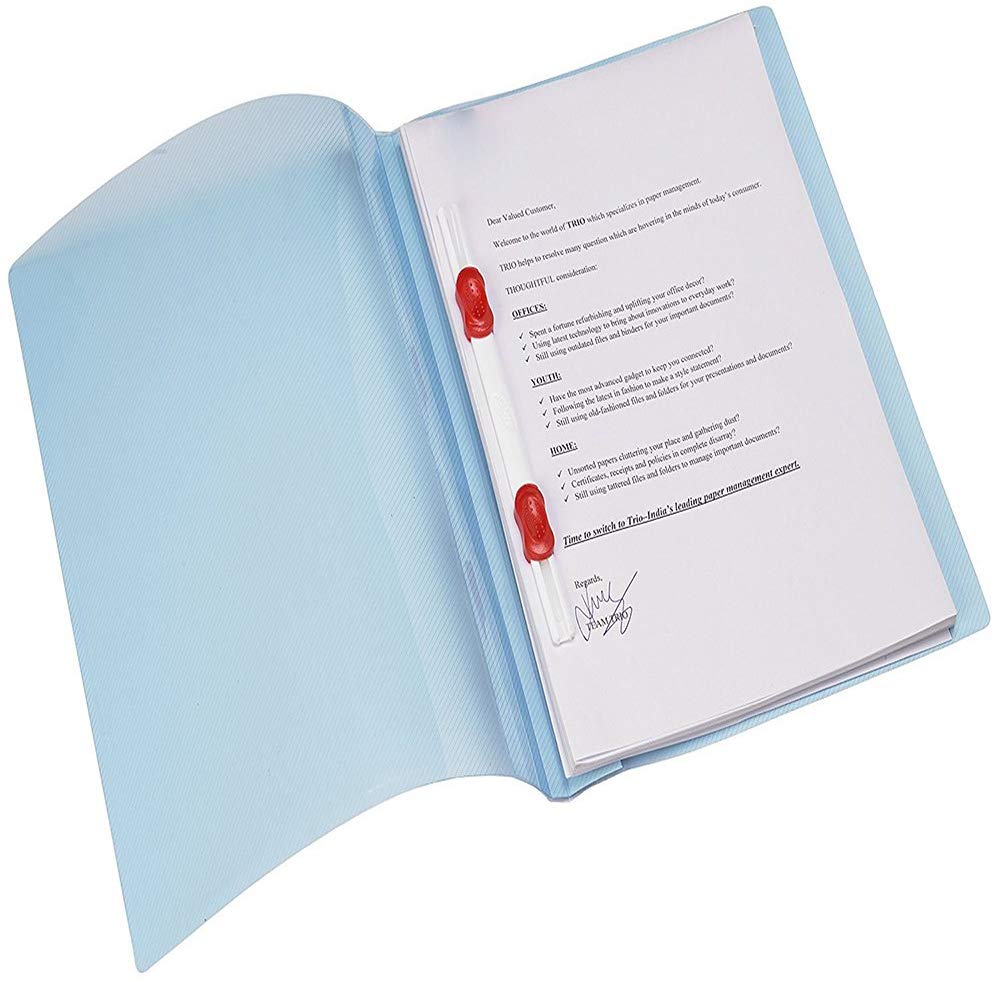 Dear Valued Customer,
Welcome to the world of TRIO which specializes in paper management.
TRIO helps to resolve many question which are hovering in the minds of today's consumer.
THOUGHTFUL consideration:
OFFICES:
✓ Spent a fortune refurbishing and uplifting your office decor?
✓ Using latest technology to bring about innovations to everyday work?
✓ Still using outdated files and binders for your important documents?
YOUTH:
✓ Have the most advanced gadget to keep you connected?
✓ Following the latest in fashion to make a style statement?
✓ Still using old-fashioned files and folders for your presentations and documents?
HOME:
✓ Unsorted papers cluttering your place and gathering dust?
✓ Certificates, receipts and policies in complete disarray?
✓ Still using tattered files and folders to manage important documents?
Time to switch to Trio–India's leading paper management expert.
Regards,
TEAM TRIO